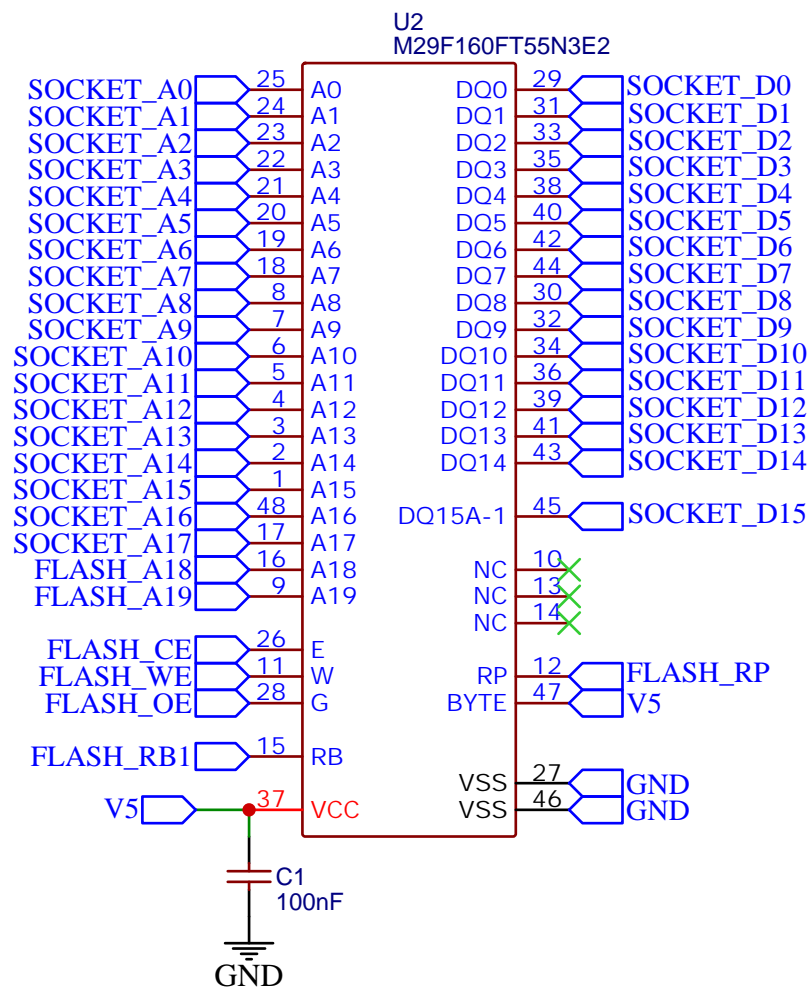 U2
M29F160FT55N3E2
SOCKET_A0 25 A0 DQ0 29 SOCKET_D0
SOCKET_A1 24 A1 DQ1 31 SOCKET_D1
SOCKET_A2 23 A2 DQ2 33 SOCKET_D2
SOCKET_A3 22 A3 DQ3 35 SOCKET_D3
SOCKET_A4 21 A4 DQ4 38 SOCKET_D4
SOCKET_A5 20 A5 DQ5 40 SOCKET_D5
SOCKET_A6 19 A6 DQ6 42 SOCKET_D6
SOCKET_A7 18 A7 DQ7 44 SOCKET_D7
SOCKET_A8 8 A8 DQ8 30 SOCKET_D8
SOCKET_A9 7 A9 DQ9 32 SOCKET_D9
SOCKET_A10 6 A10 DQ10 34 SOCKET_D10
SOCKET_A11 5 A11 DQ11 36 SOCKET_D11
SOCKET_A12 4 A12 DQ12 39 SOCKET_D12
SOCKET_A13 3 A13 DQ13 41 SOCKET_D13
SOCKET_A14 2 A14 DQ14 43 SOCKET_D14
SOCKET_A15 1 A15
SOCKET_A16 48 A16 DQ15A-1 45 SOCKET_D15
SOCKET_A17 17 A17
FLASH_A18 16 A18 NC 10
FLASH_A19 9 A19 NC 13
NC 14
FLASH_CE 26 E
FLASH_WE 11 W RP 12 FLASH_RP
FLASH_OE 28 G BYTE 47 V5
FLASH_RB1 15 RB
VSS 27 GND
V5 37 VCC VSS 46 GND
C1
100nF
GND